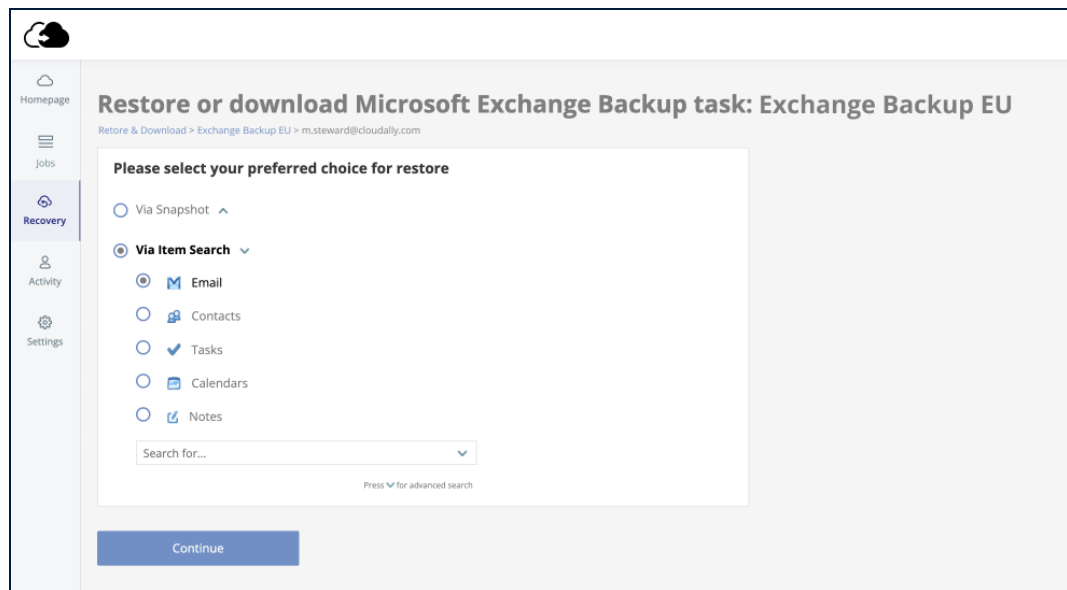 Homepage
Jobs
Recovery
Activity
Settings
Restore or download Microsoft Exchange Backup task: Exchange Backup EU
Retore & Download > Exchange Backup EU > m.steward@cloudally.com
Please select your preferred choice for restore
Via Snapshot
Via Item Search
Email
Contacts
Tasks
Calendars
Notes
Search for...
Press for advanced search
Continue